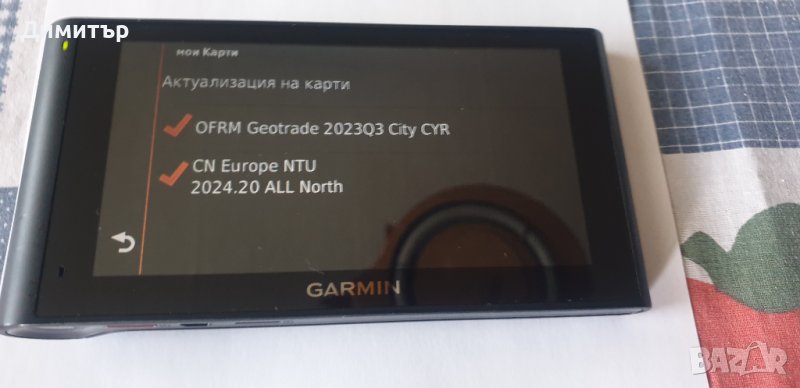 Димитър
мои Карти
Актуализация на карти
OFRM Geotrade 2023Q3 City CYR
CN Europe NTU
2024.20 ALL North
GARMIN
BAZAR